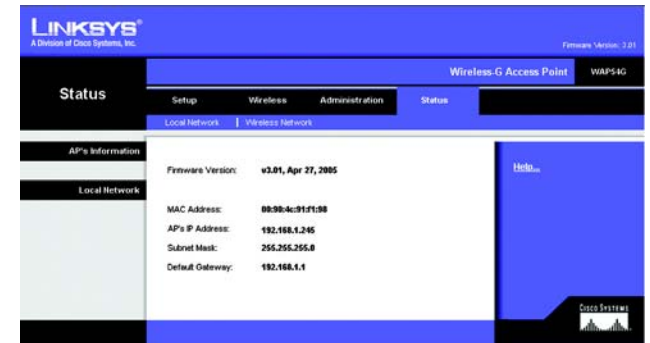 LINKSYS®
A Division of Cisco Systems, Inc.
Firmware Version: 3.01
Wireless-G Access Point
WAP54G
Status
Setup
Wireless
Administration
Status
Local Network | Wireless Network
AP's Information
Firmware Version: v3.01, Apr 27, 2005
Help...
Local Network
MAC Address: 00:90:4c:91:f1:98
AP's IP Address: 192.168.1.245
Subnet Mask: 255.255.255.0
Default Gateway: 192.168.1.1
CISCO SYSTEMS